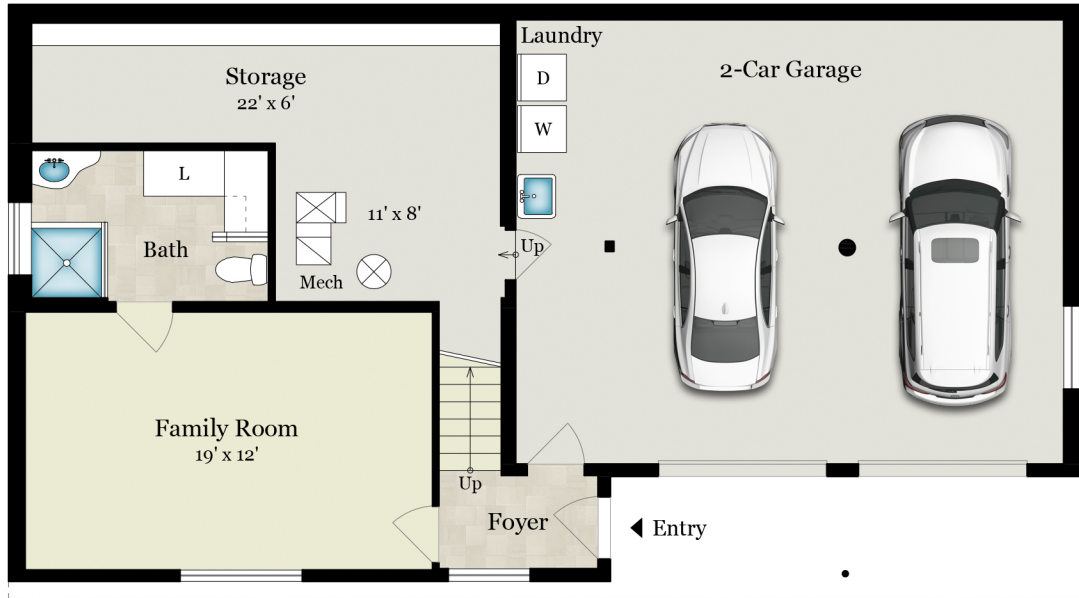 Laundry
D
W
2-Car Garage
Storage
22' x 6'
L
11' x 8'
Up
Bath
Mech
Family Room
19' x 12'
Up
Foyer
Entry